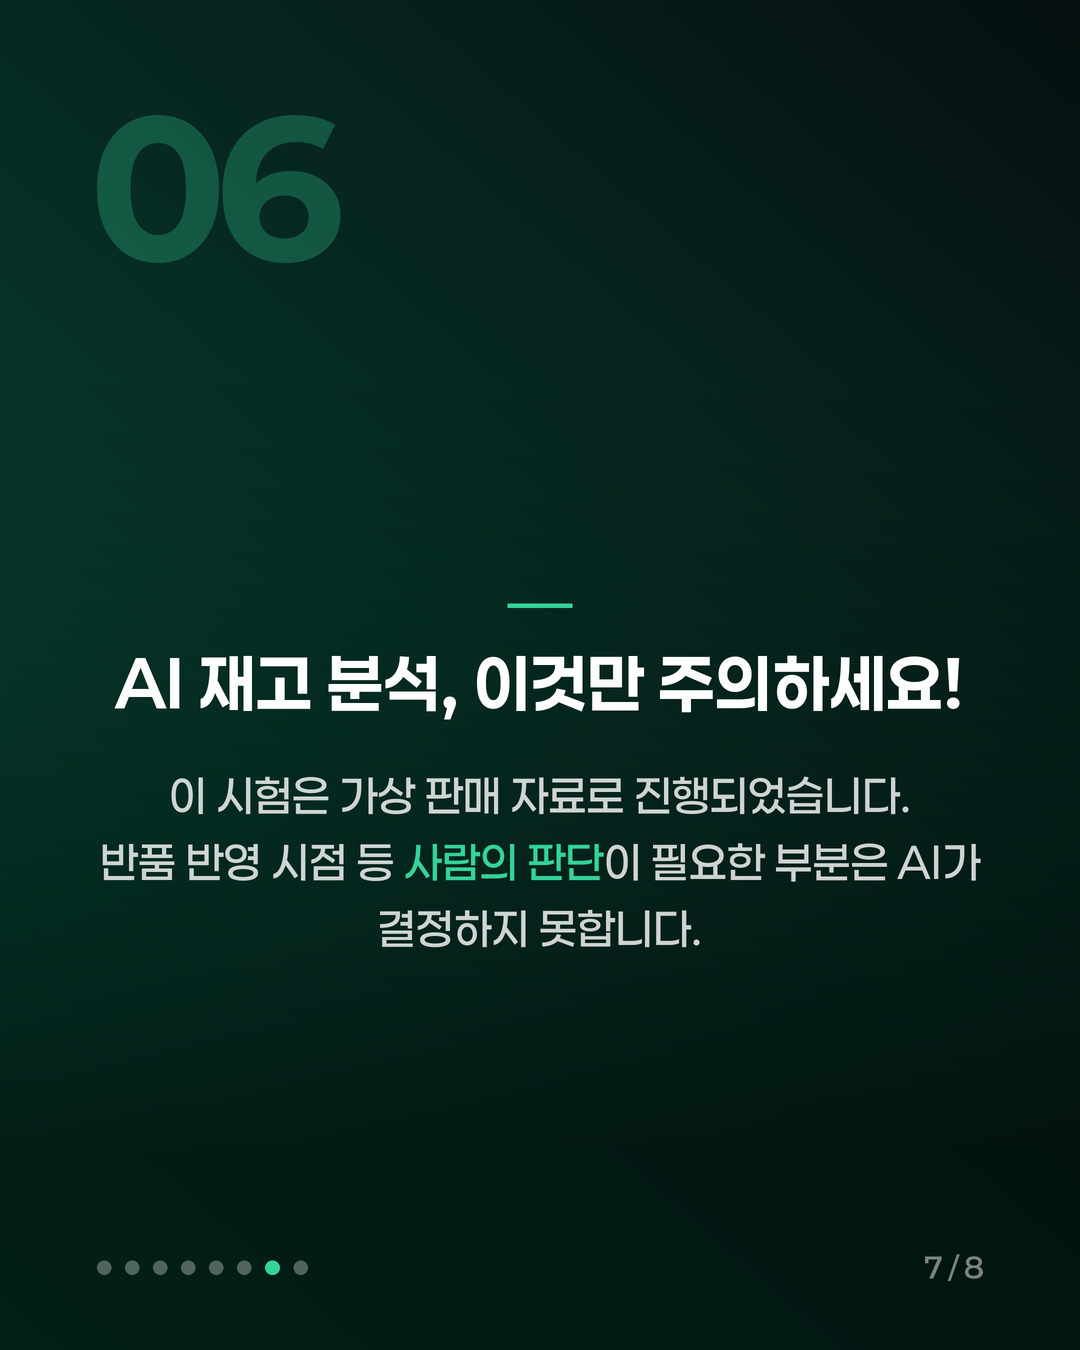 06
AI 재고 분석, 이것만 주의하세요!
이 시험은 가상 판매 자료로 진행되었습니다.
반품 반영 시점 등 사람의 판단이 필요한 부분은 AI가
결정하지 못합니다.
7/8